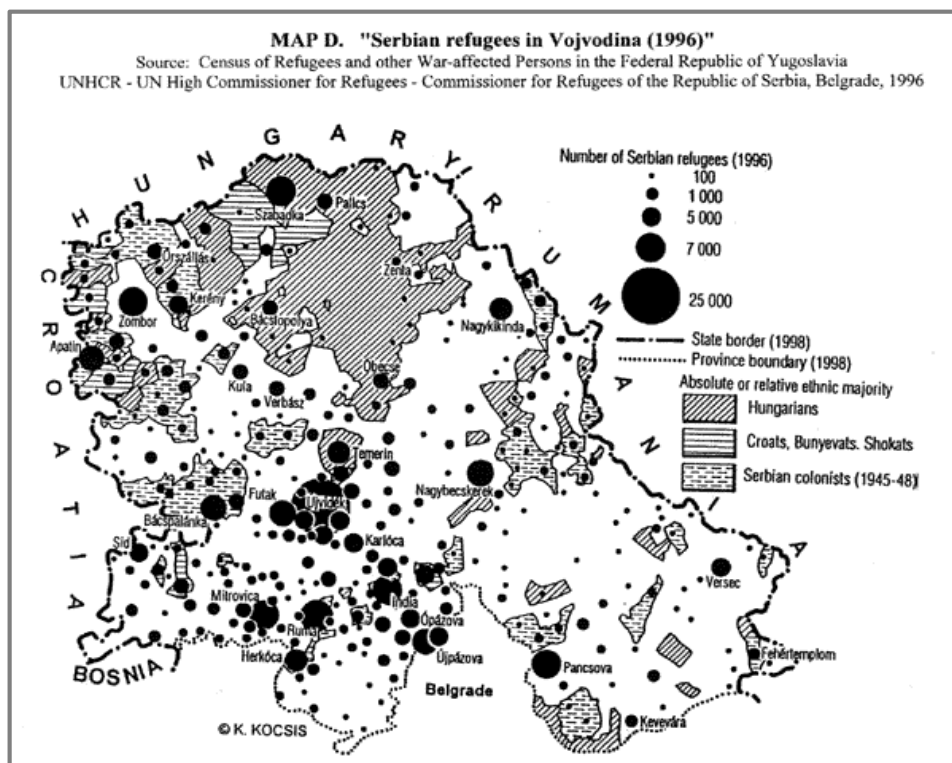 MAP D. "Serbian refugees in Vojvodina (1996)"
Source: Census of Refugees and other War-affected Persons in the Federal Republic of Yugoslavia
UNHCR - UN High Commissioner for Refugees - Commissioner for Refugees of the Republic of Serbia, Belgrade, 1996
HUNGARY
RUMANIA
CROATIA
BOSNIA
Number of Serbian refugees (1996)
100
1 000
5 000
7 000
25 000
State border (1998)
Province boundary (1998)
Absolute or relative ethnic majority
Hungarians
Croats, Bunyevats. Shokats
Serbian colonists (1945-48)
Szabadka
Palics
Őrszállás
Zenta
Kerény
Zombor
Bácstopolya
Nagykikinda
Apatin
Óbecse
Kula
Verbász
Temerin
Nagybecskerek
Újvidék
Futak
Bácspalánka
Karlóca
Sid
Versec
Mitrovica
India
Ruma
Ópázova
Újpázova
Herkóca
Pancsova
Fehértemplom
Belgrade
Kevevára
© K. KOCSIS